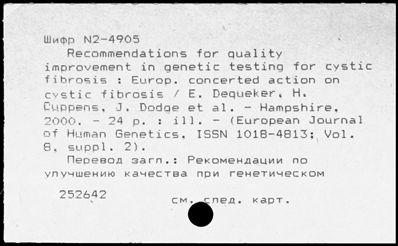 Шифр N2-4905
Recommendations for quality
improvement in genetic testing for cystic
fibrosis : Europ. concerted action on
cystic fibrosis / E. Dequeker, H.
Cuppens, J. Dodge et al. - Hampshire,
2000. - 24 p. : ill. - (European Journal
of Human Genetics, ISSN 1018-4813; Vol.
8, suppl. 2).
Перевод загл.: Рекомендации по
улучшению качества при генетическом
252642
см. след. карт.